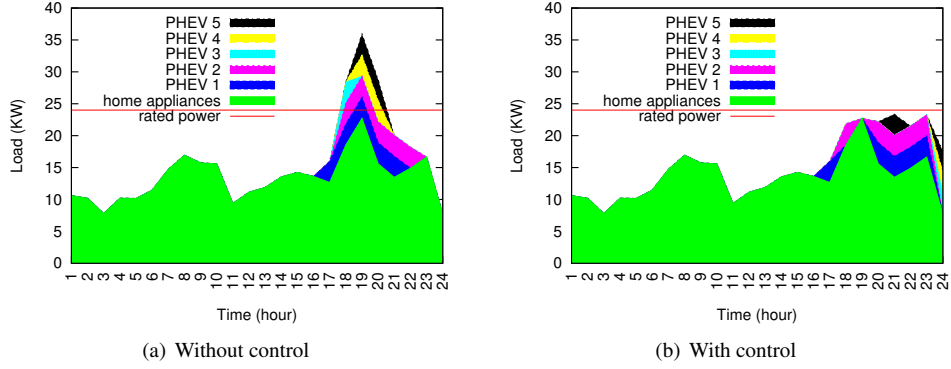 40
35
30
25
20
15
10
5
0
Load (KW)
PHEV 5
PHEV 4
PHEV 3
PHEV 2
PHEV 1
home appliances
rated power
1 2 3 4 5 6 7 8 9 10 11 12 13 14 15 16 17 18 19 20 21 22 23 24
Time (hour)
(a) Without control
40
35
30
25
20
15
10
5
0
Load (KW)
PHEV 5
PHEV 4
PHEV 3
PHEV 2
PHEV 1
home appliances
rated power
1 2 3 4 5 6 7 8 9 10 11 12 13 14 15 16 17 18 19 20 21 22 23 24
Time (hour)
(b) With control